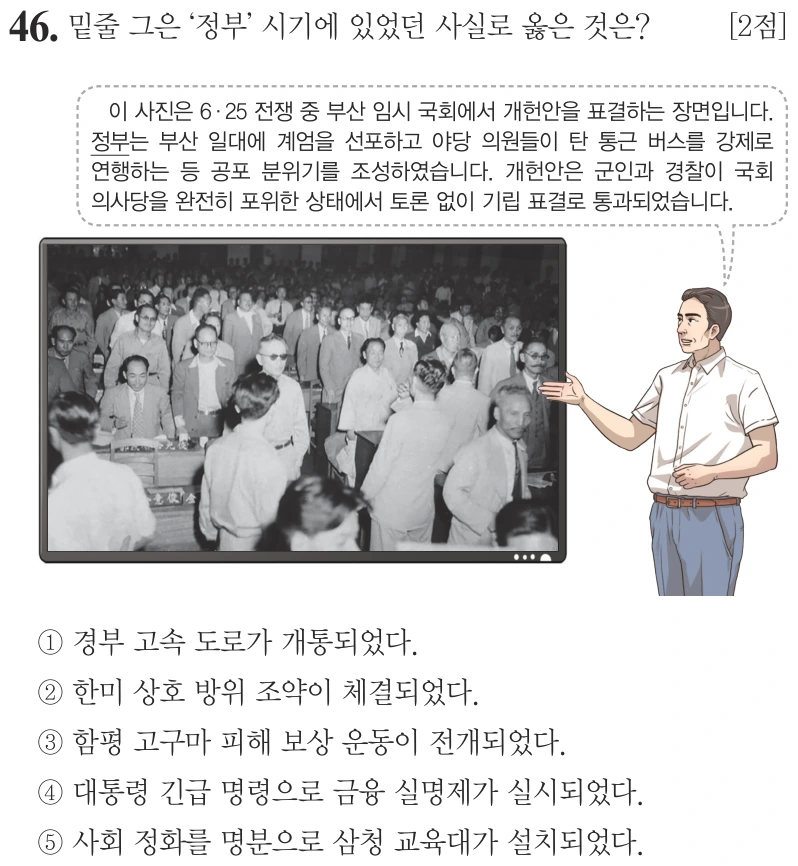 46. 밑줄 그은 ‘정부’ 시기에 있었던 사실로 옳은 것은? [2점]
이 사진은 6·25 전쟁 중 부산 임시 국회에서 개헌안을 표결하는 장면입니다.
정부는 부산 일대에 계엄을 선포하고 야당 의원들이 탄 통근 버스를 강제로
연행하는 등 공포 분위기를 조성하였습니다. 개헌안은 군인과 경찰이 국회
의사당을 완전히 포위한 상태에서 토론 없이 기립 표결로 통과되었습니다.
① 경부 고속 도로가 개통되었다.
② 한미 상호 방위 조약이 체결되었다.
③ 함평 고구마 피해 보상 운동이 전개되었다.
④ 대통령 긴급 명령으로 금융 실명제가 실시되었다.
⑤ 사회 정화를 명분으로 삼청 교육대가 설치되었다.